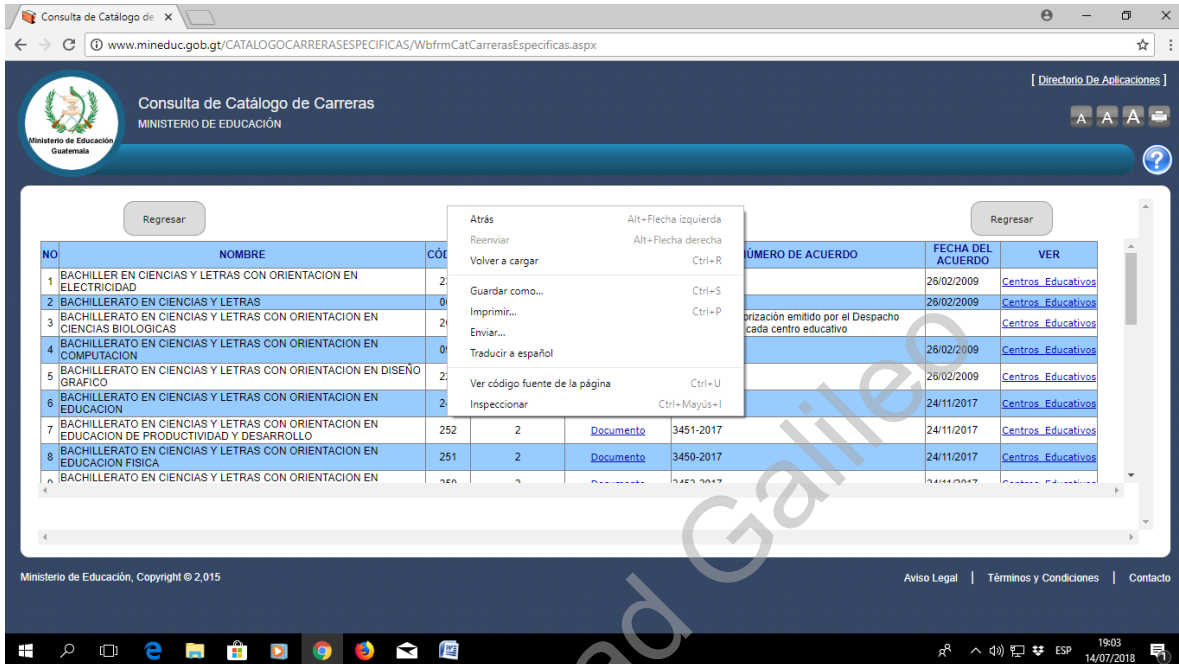 Consulta de Catálogo de
www.mineduc.gob.gt/CATALOGOCARRERASESPECIFICAS/WbfrmCatCarrerasEspecificas.aspx
[ Directorio De Aplicaciones ]
Consulta de Catálogo de Carreras
MINISTERIO DE EDUCACIÓN
A A A
Ministerio de Educación
Guatemala
?
Regresar
Regresar
Atrás Alt+Flecha izquierda
Reenviar Alt+Flecha derecha
Volver a cargar Ctrl+R
Guardar como... Ctrl+S
Imprimir... Ctrl+P
Enviar...
Traducir a español
Ver código fuente de la página Ctrl+U
Inspeccionar Ctrl+Mayús+I
NO NOMBRE CÓD NÚMERO DE ACUERDO FECHA DEL ACUERDO VER
1 BACHILLER EN CIENCIAS Y LETRAS CON ORIENTACION EN
ELECTRICIDAD 26/02/2009 Centros Educativos
2 BACHILLERATO EN CIENCIAS Y LETRAS 26/02/2009 Centros Educativos
3 BACHILLERATO EN CIENCIAS Y LETRAS CON ORIENTACION EN
CIENCIAS BIOLOGICAS emitido por el Despacho
cada centro educativo Centros Educativos
4 BACHILLERATO EN CIENCIAS Y LETRAS CON ORIENTACION EN
COMPUTACION 26/02/2009 Centros Educativos
5 BACHILLERATO EN CIENCIAS Y LETRAS CON ORIENTACION EN DISEÑO
GRAFICO 26/02/2009 Centros Educativos
6 BACHILLERATO EN CIENCIAS Y LETRAS CON ORIENTACION EN
EDUCACION 24/11/2017 Centros Educativos
7 BACHILLERATO EN CIENCIAS Y LETRAS CON ORIENTACION EN
EDUCACION DE PRODUCTIVIDAD Y DESARROLLO 252 2 Documento 3451-2017 24/11/2017 Centros Educativos
8 BACHILLERATO EN CIENCIAS Y LETRAS CON ORIENTACION EN
EDUCACION FISICA 251 2 Documento 3450-2017 24/11/2017 Centros Educativos
BACHILLERATO EN CIENCIAS Y LETRAS CON ORIENTACION EN
Ministerio de Educación, Copyright © 2,015
Aviso Legal | Términos y Condiciones | Contacto
ad Galileo
ESP
19:03
14/07/2018